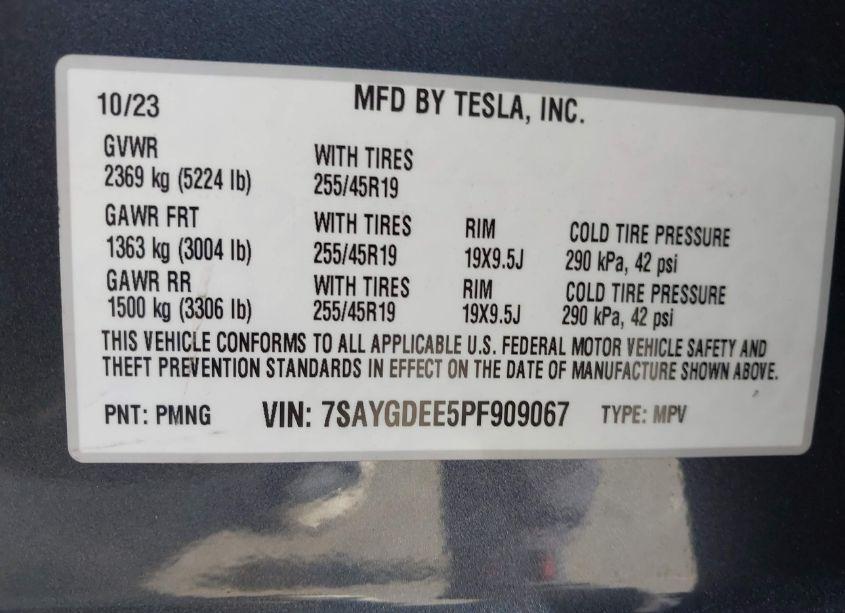 10/23 MFD BY TESLA, INC.
GVWR WITH TIRES
2369 kg (5224 lb) 255/45R19
GAWR FRT WITH TIRES RIM COLD TIRE PRESSURE
1363 kg (3004 lb) 255/45R19 19X9.5J 290 kPa, 42 psi
GAWR RR WITH TIRES RIM COLD TIRE PRESSURE
1500 kg (3306 lb) 255/45R19 19X9.5J 290 kPa, 42 psi
THIS VEHICLE CONFORMS TO ALL APPLICABLE U.S. FEDERAL MOTOR VEHICLE SAFETY AND
THEFT PREVENTION STANDARDS IN EFFECT ON THE DATE OF MANUFACTURE SHOWN ABOVE.
PNT: PMNG VIN: 7SAYGDEE5PF909067 TYPE: MPV